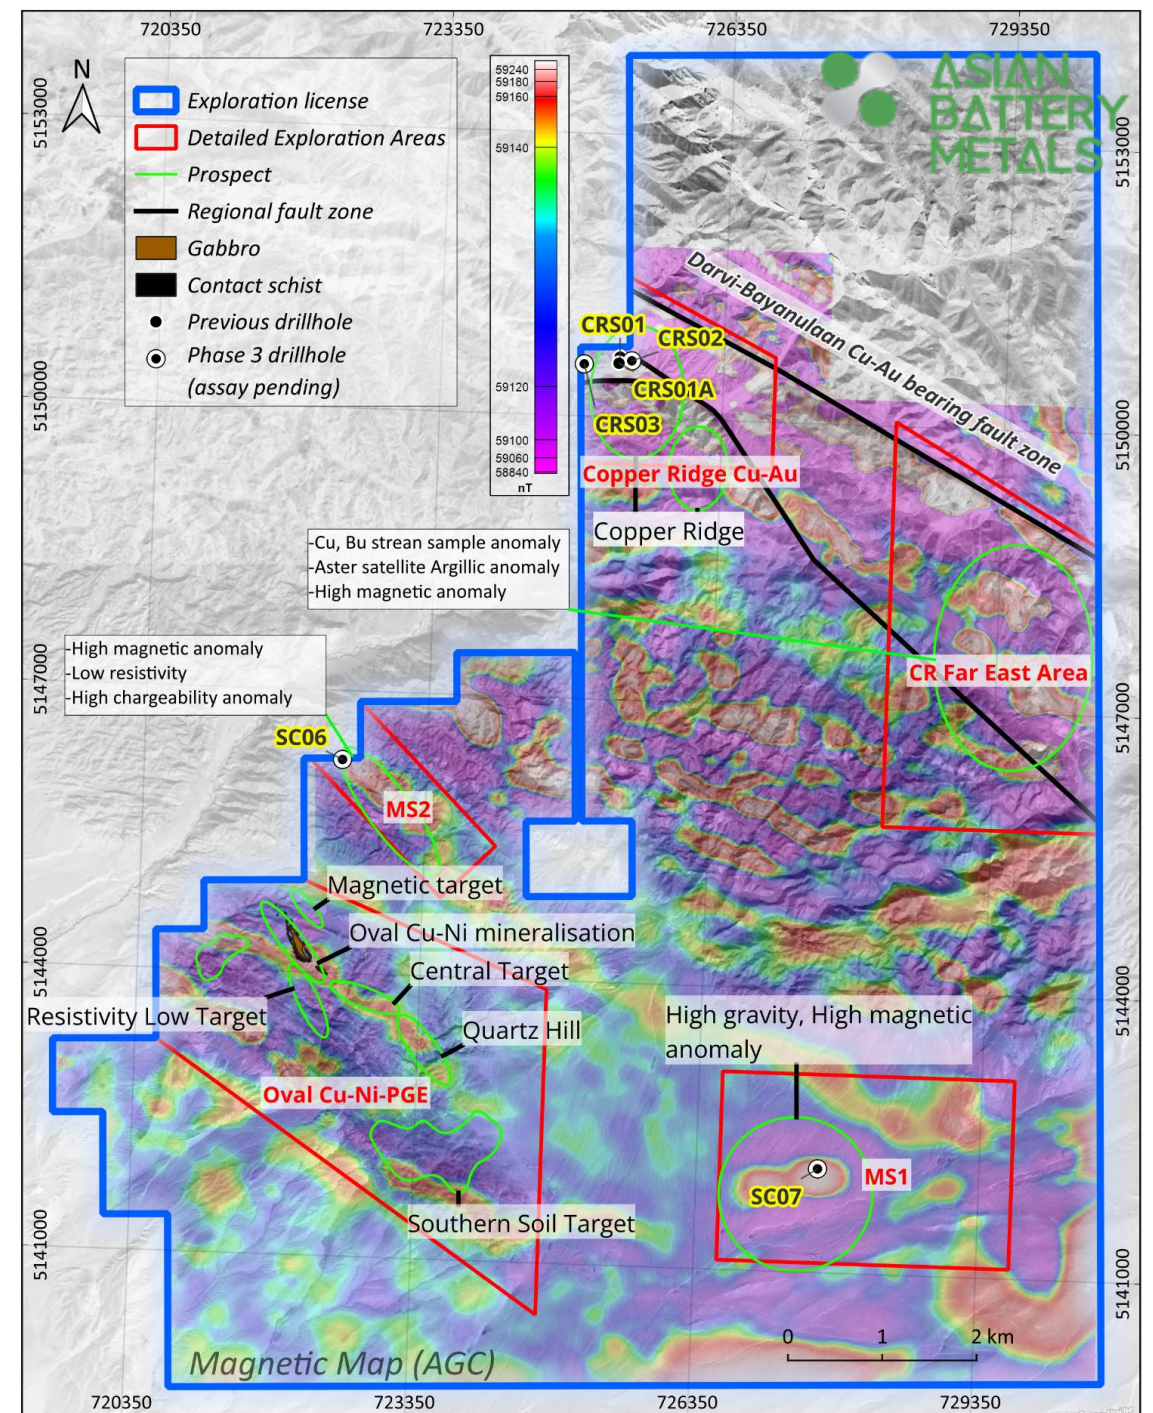 720350
723350
726350
729350
N
Exploration license
Detailed Exploration Areas
Prospect
Regional fault zone
Gabbro
Contact schist
Previous drillhole
Phase 3 drillhole
(assay pending)
59240
59180
59160
59140
59120
59100
59060
58840
nT
ASIAN
BATTERY
METALS
5153000
5153000
Darvi-Bayanulaan Cu-Au bearing fault zone
CRS01
CRS02
CRS01A
CRS03
5150000
5150000
Copper Ridge Cu-Au
Copper Ridge
-Cu, Bu strean sample anomaly
-Aster satellite Argillic anomaly
-High magnetic anomaly
-High magnetic anomaly
-Low resistivity
-High chargeability anomaly
5147000
5147000
CR Far East Area
SC06
MS2
Magnetic target
Oval Cu-Ni mineralisation
Central Target
5144000
5144000
Resistivity Low Target
Quartz Hill
High gravity, High magnetic
anomaly
Oval Cu-Ni-PGE
MS1
SC07
Southern Soil Target
5141000
5141000
0 1 2 km
Magnetic Map (AGC)
720350
723350
726350
729350